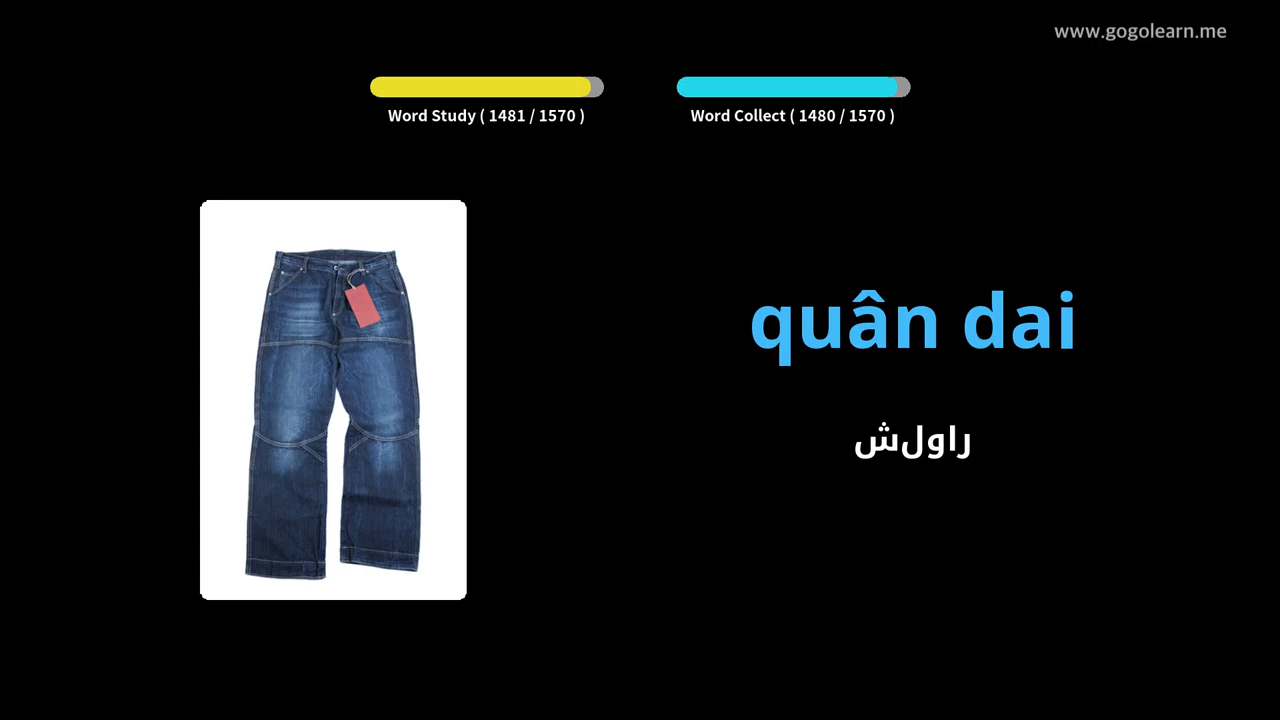 www.gogolearn.me
Word Study ( 1481 / 1570 )
Word Collect ( 1480 / 1570 )
quân dai
راول‌ش